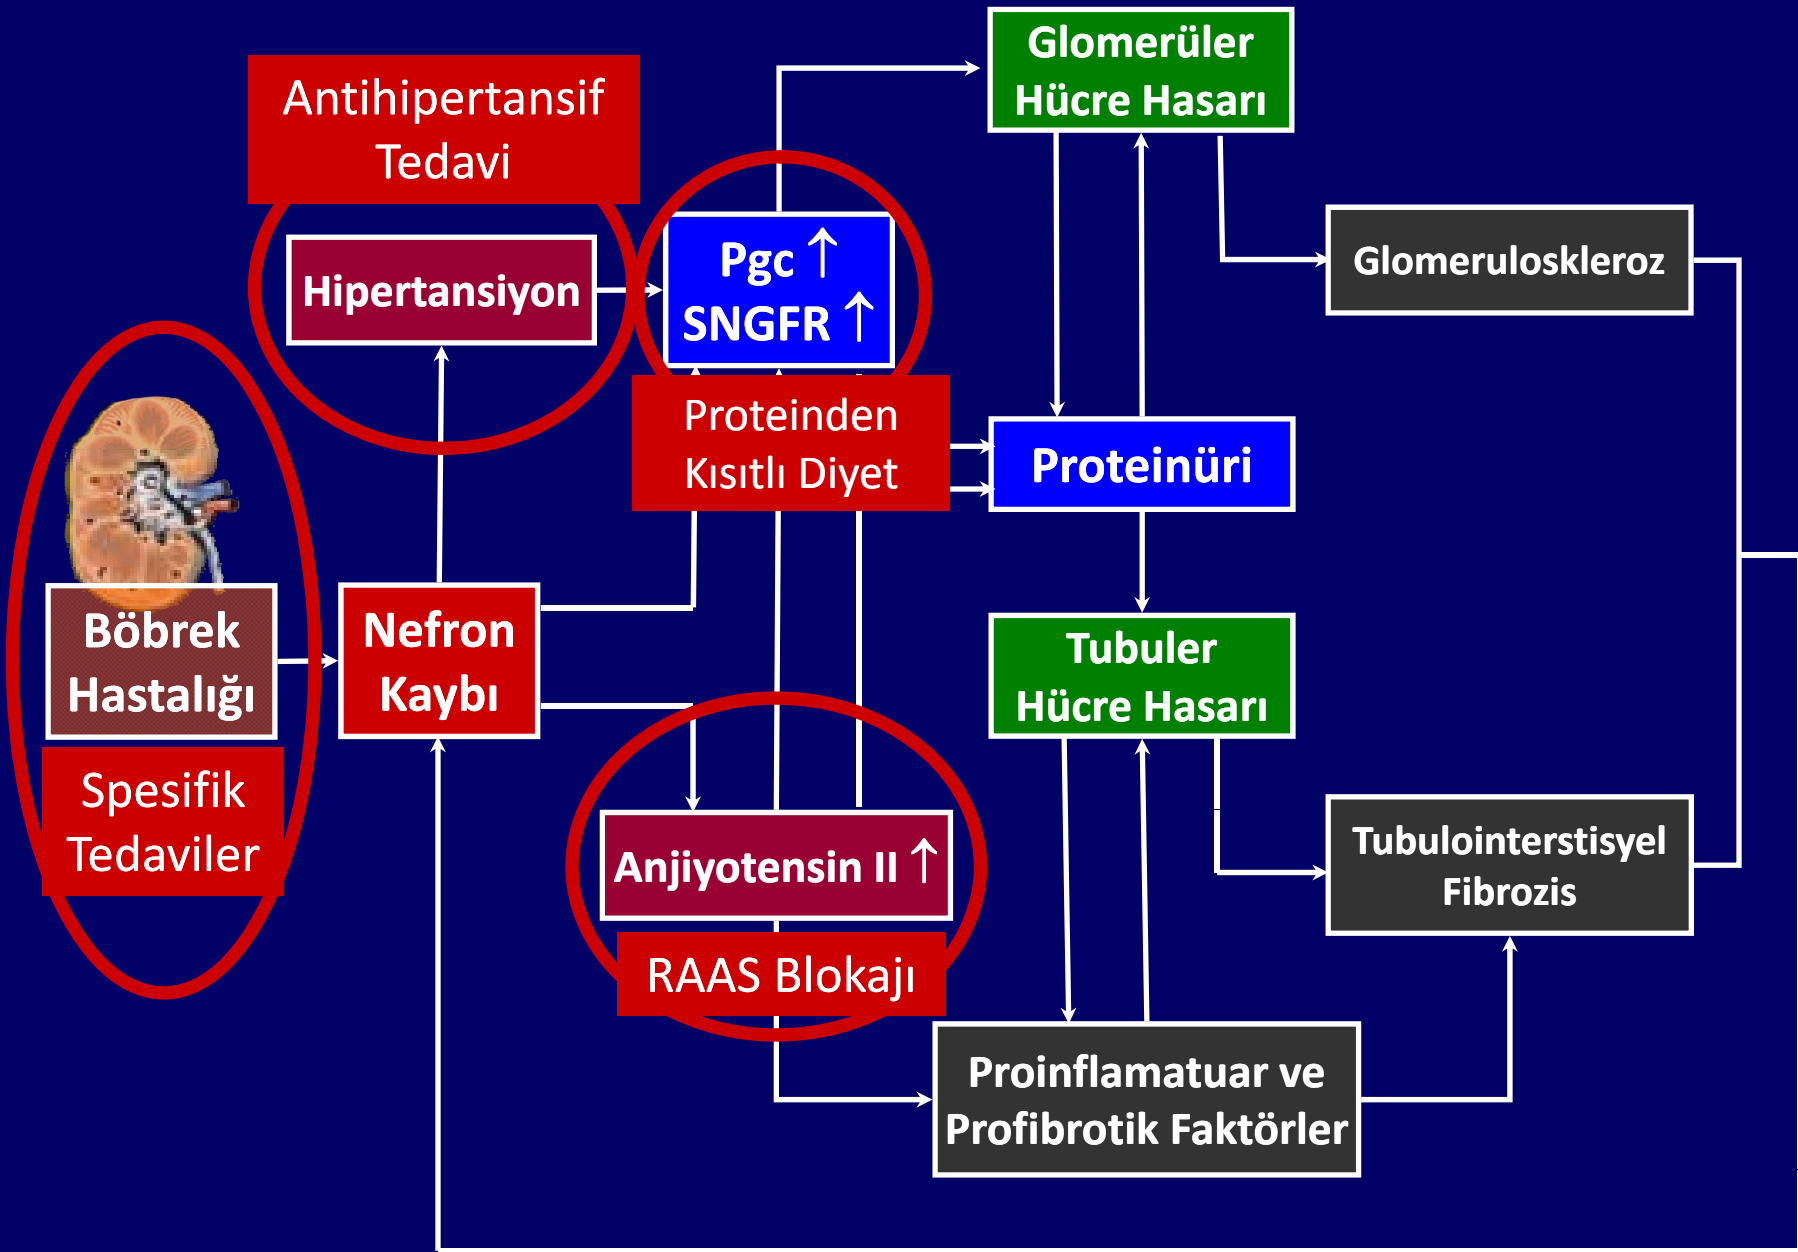 Glomerüler
Hücre Hasarı
Antihipertansif
Tedavi
Hipertansiyon
Pgc ↑
SNGFR ↑
Glomeruloskleroz
Proteinden
Kısıtlı Diyet
Proteinüri
Böbrek
Hastalığı
Nefron
Kaybı
Tubuler
Hücre Hasarı
Spesifik
Tedaviler
Anjiyotensin II ↑
Tubulointerstisyel
Fibrozis
RAAS Blokajı
Proinflamatuar ve
Profibrotik Faktörler